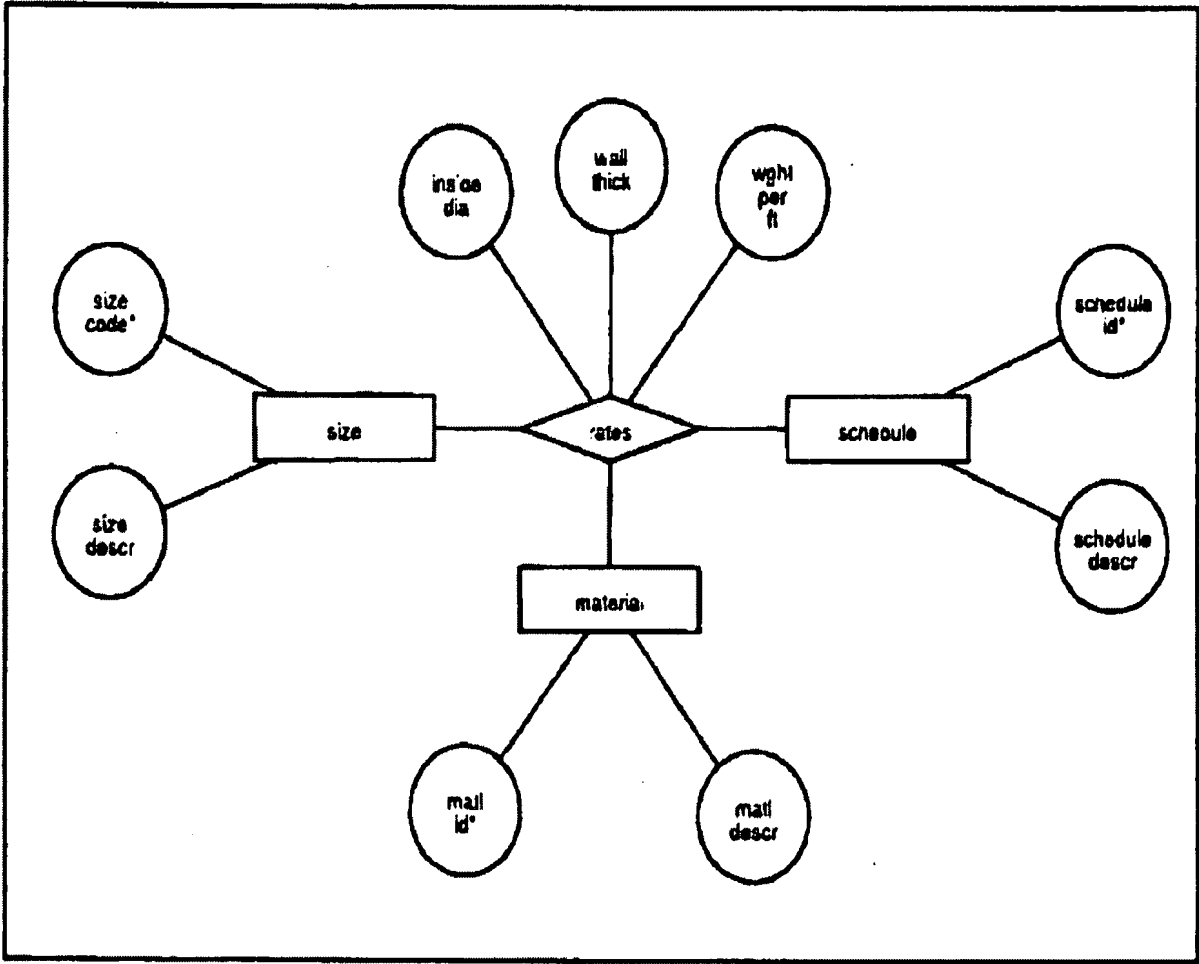 wall
thick
inside
dia
wght
per
ft
size
code*
schedule
id*
size
rates
schedule
size
descr
schedule
descr
material
matl
id*
matl
descr